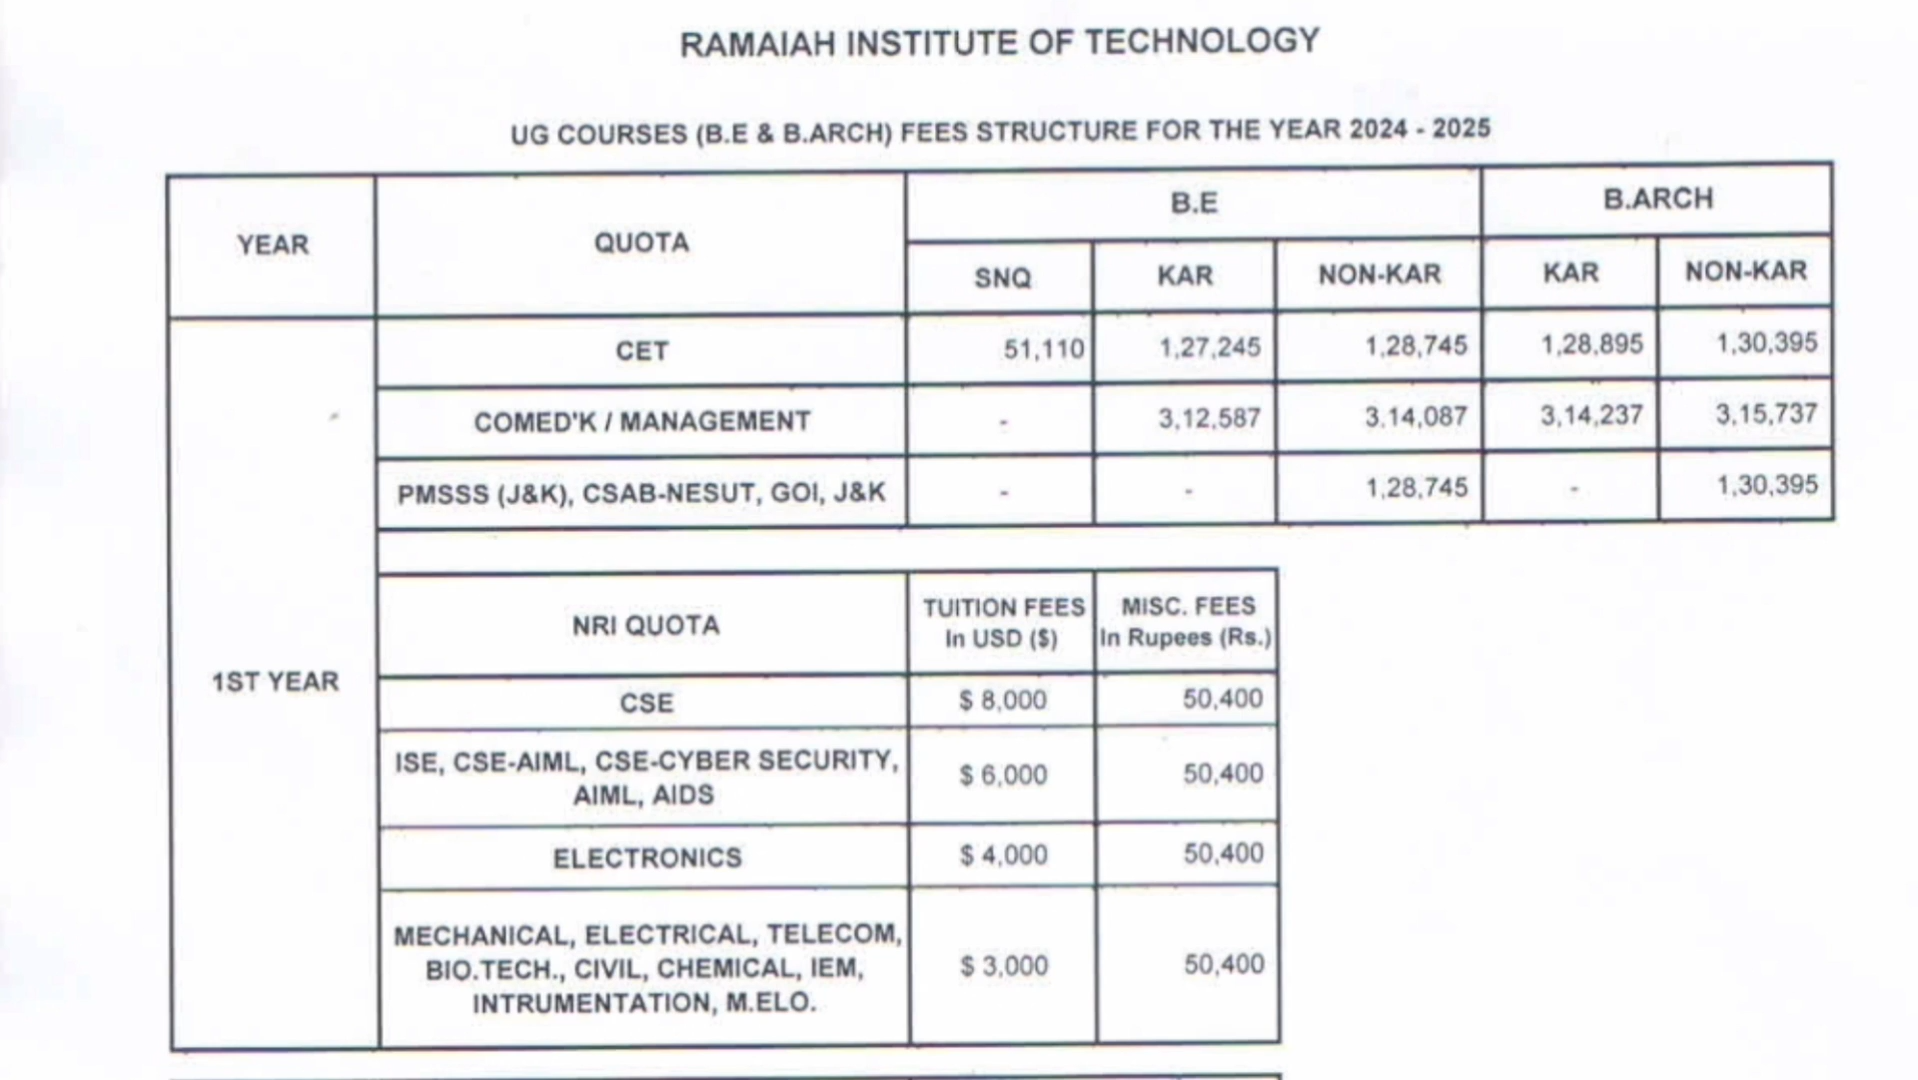 RAMAIAH INSTITUTE OF TECHNOLOGY
UG COURSES (B.E & B.ARCH) FEES STRUCTURE FOR THE YEAR 2024 - 2025
YEAR QUOTA B.E B.ARCH
SNQ KAR NON-KAR KAR NON-KAR
1ST YEAR
CET 51,110 1,27,245 1,28,745 1,28,895 1,30,395
COMED'K / MANAGEMENT - 3,12,587 3,14,087 3,14,237 3,15,737
PMSSS (J&K), CSAB-NESUT, GOI, J&K - - 1,28,745 - 1,30,395
NRI QUOTA TUITION FEES MISC. FEES
In USD ($) In Rupees (Rs.)
CSE $ 8,000 50,400
ISE, CSE-AIML, CSE-CYBER SECURITY,
AIML, AIDS $ 6,000 50,400
ELECTRONICS $ 4,000 50,400
MECHANICAL, ELECTRICAL, TELECOM,
BIO.TECH., CIVIL, CHEMICAL, IEM, $ 3,000 50,400
INTRUMENTATION, M.ELO.